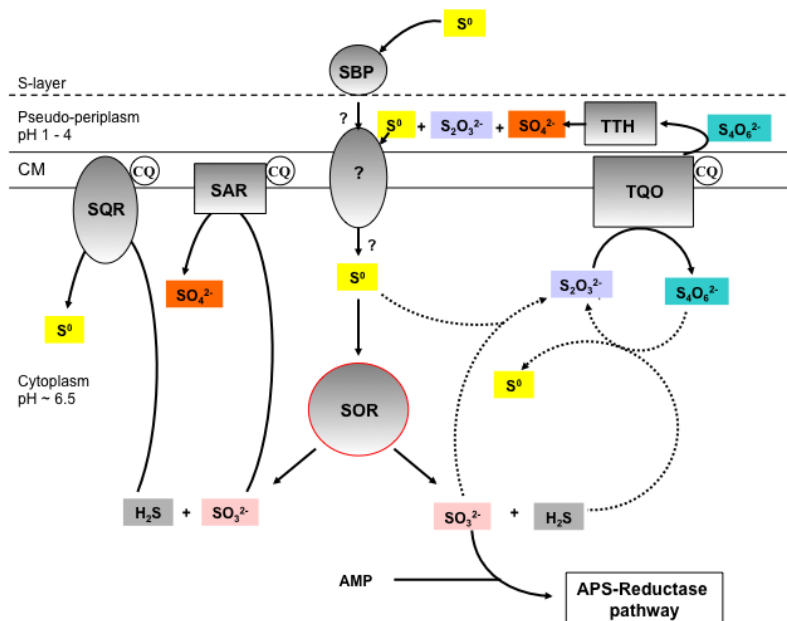 S⁰
SBP
S-layer
Pseudo-periplasm
pH 1 - 4
?
S⁰ + S₂O₃²⁻ + SO₄²⁻
TTH
S₄O₆²⁻
CM
SQR
CQ
SAR
CQ
?
TQO
CQ
?
S⁰
SO₄²⁻
S⁰
S₂O₃²⁻
S₄O₆²⁻
S⁰
Cytoplasm
pH ~ 6.5
SOR
H₂S + SO₃²⁻
SO₃²⁻ + H₂S
AMP
APS-Reductase
pathway